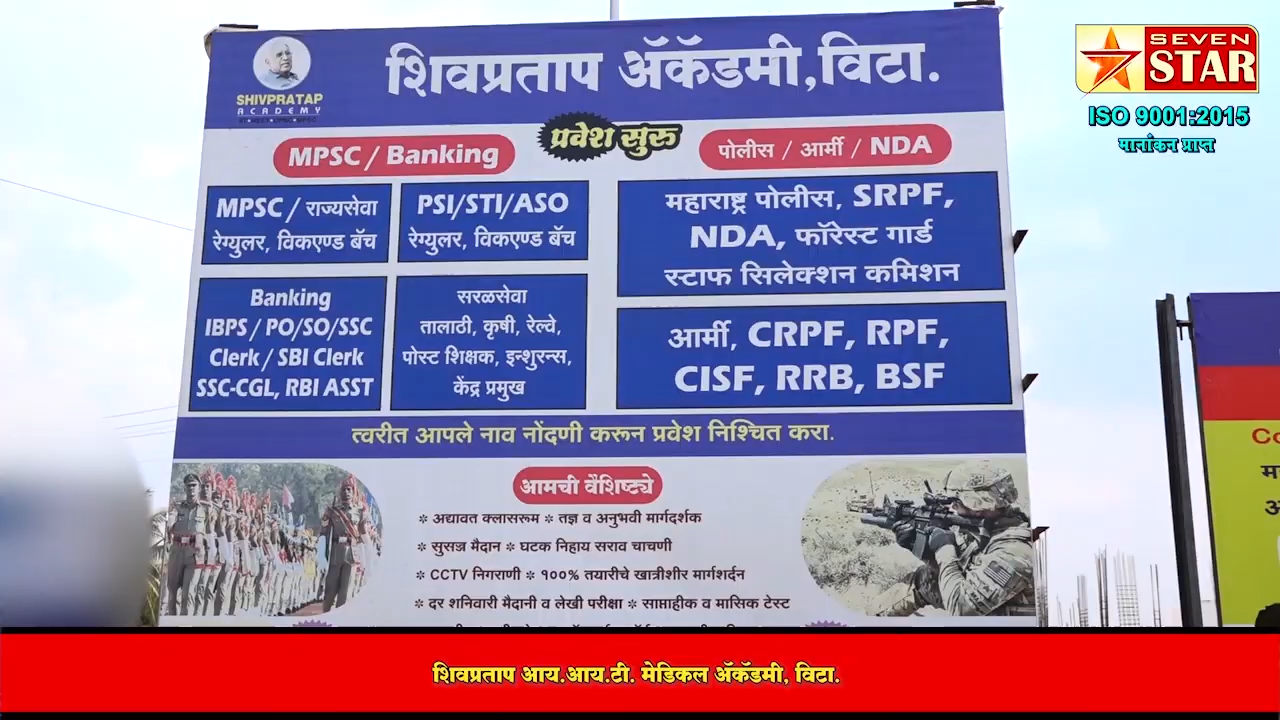 शिवप्रताप ॲकॅडमी,विटा.
SHIVPRATAP
ACADEMY
SEVEN
STAR
ISO 9001:2015
मानांकन प्राप्त
प्रवेश सुरू
MPSC / Banking
पोलीस / आर्मी / NDA
MPSC / राज्यसेवा
रेग्युलर, विकएण्ड बॅच
PSI/STI/ASO
रेग्युलर, विकएण्ड बॅच
महाराष्ट्र पोलीस, SRPF,
NDA, फॉरेस्ट गार्ड
स्टाफ सिलेक्शन कमिशन
Banking
IBPS / PO/SO/SSC
Clerk / SBI Clerk
SSC-CGL, RBI ASST
सरळसेवा
तालाठी, कृषी, रेल्वे,
पोस्ट शिक्षक, इन्शुरन्स,
केंद्र प्रमुख
आर्मी, CRPF, RPF,
CISF, RRB, BSF
त्वरीत आपले नाव नोंदणी करून प्रवेश निश्चित करा.
आमची वैशिष्ट्ये
* अद्यावत क्लासरूम * तज्ञ व अनुभवी मार्गदर्शक
* सुसज्ज मैदान * घटक निहाय सराव चाचणी
* CCTV निगराणी * १००% तयारीचे खात्रीशीर मार्गशर्दन
* दर शनिवारी मैदानी व लेखी परीक्षा * साप्ताहीक व मासिक टेस्ट
शिवप्रताप आय.आय.टी. मेडिकल ॲकॅडमी, विटा.